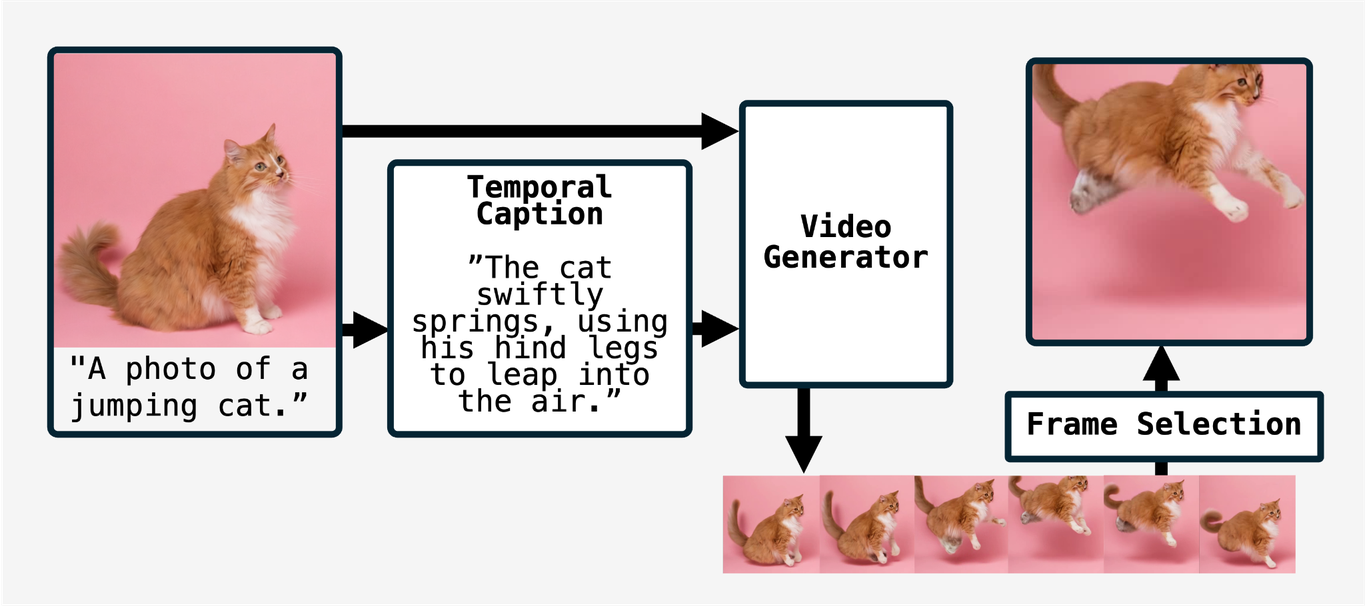 "A photo of a
jumping cat.”
Temporal
Caption
”The cat
swiftly
springs, using
his hind legs
to leap into
the air.”
Video
Generator
Frame Selection